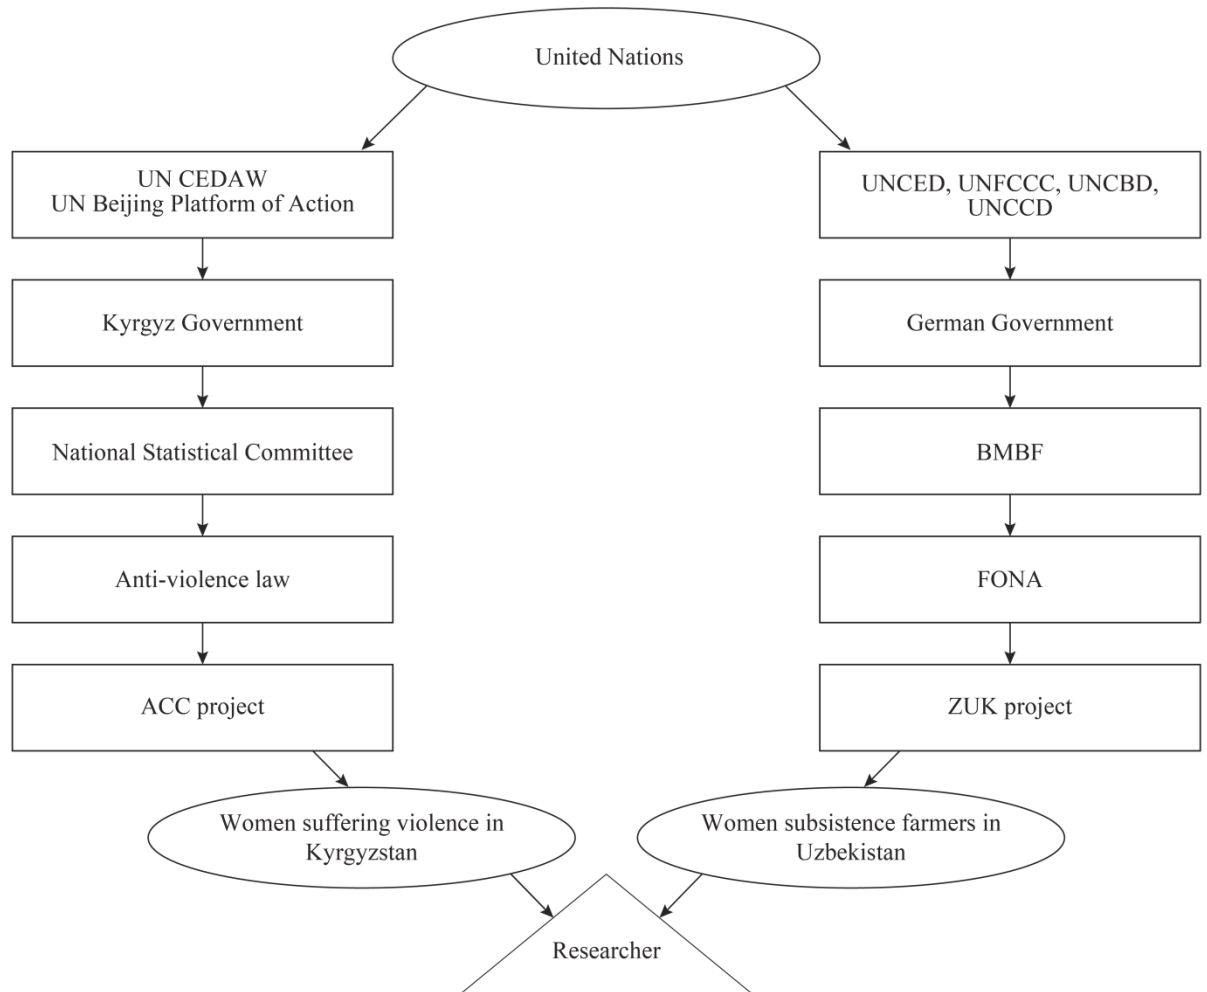 United Nations
UN CEDAW
UN Beijing Platform of Action
Kyrgyz Government
National Statistical Committee
Anti-violence law
ACC project
Women suffering violence in
Kyrgyzstan
UNCED, UNFCCC, UNCBD,
UNCCD
German Government
BMBF
FONA
ZUK project
Women subsistence farmers in
Uzbekistan
Researcher